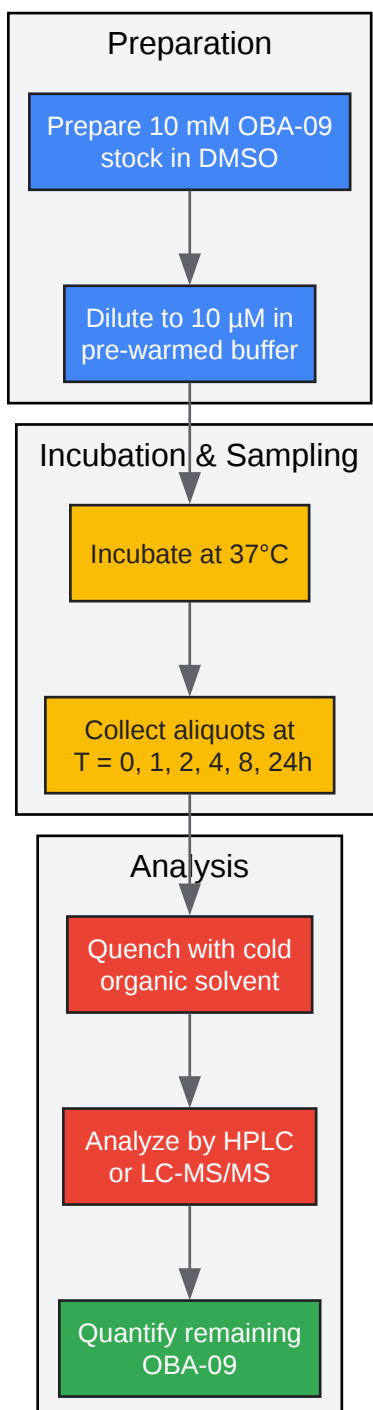 Preparation
Prepare 10 mM OBA-09
stock in DMSO
Dilute to 10 µM in
pre-warmed buffer
Incubation & Sampling
Incubate at 37°C
Collect aliquots at
T = 0, 1, 2, 4, 8, 24h
Analysis
Quench with cold
organic solvent
Analyze by HPLC
or LC-MS/MS
Quantify remaining
OBA-09